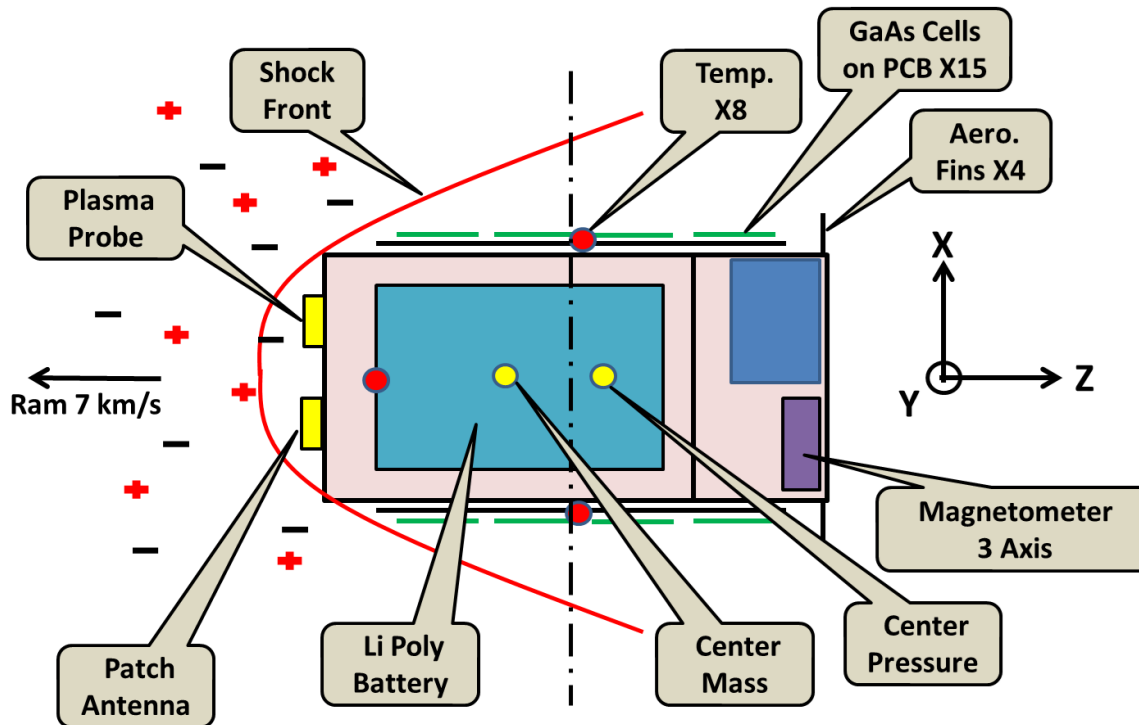 Shock
Front
Temp.
X8
GaAs Cells
on PCB X15
Aero.
Fins X4
Plasma
Probe
X
Ram 7 km/s
Y
Z
Magnetometer
3 Axis
Patch
Antenna
Li Poly
Battery
Center
Mass
Center
Pressure